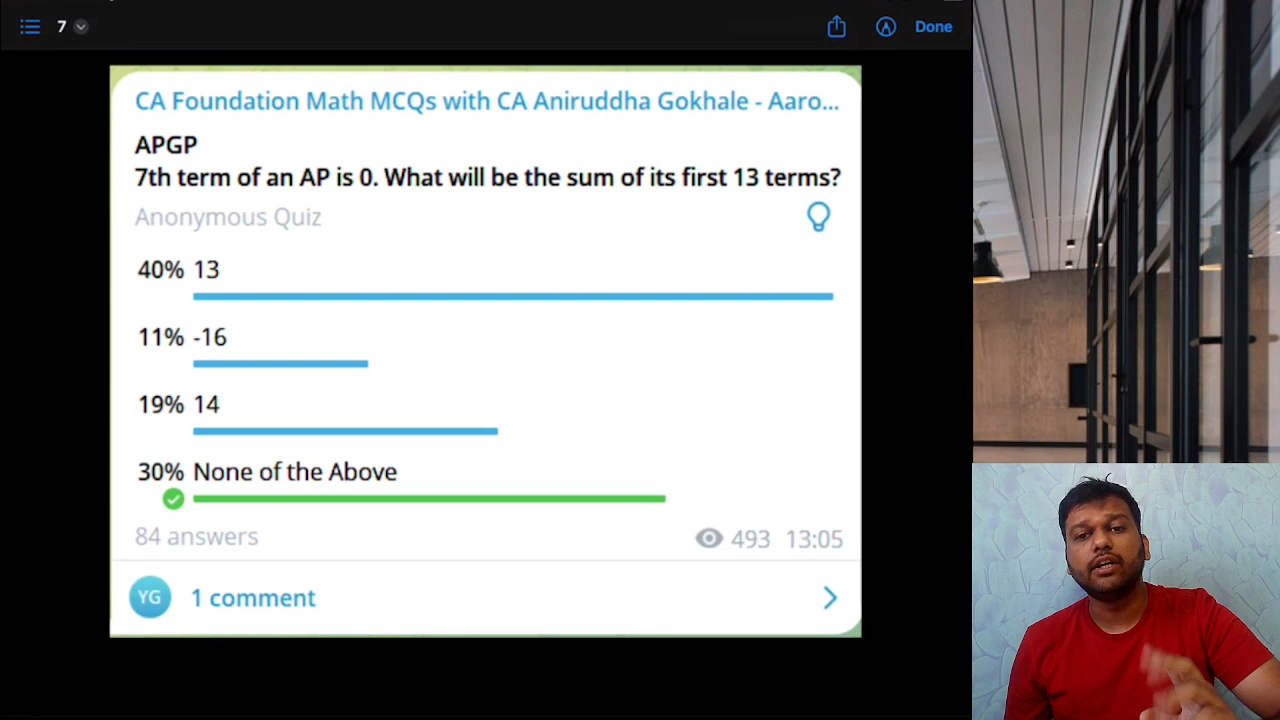 7
Done
CA Foundation Math MCQs with CA Aniruddha Gokhale - Aaro...
APGP
7th term of an AP is 0. What will be the sum of its first 13 terms?
Anonymous Quiz
40% 13
11% -16
19% 14
30% None of the Above
84 answers
493 13:05
YG
1 comment